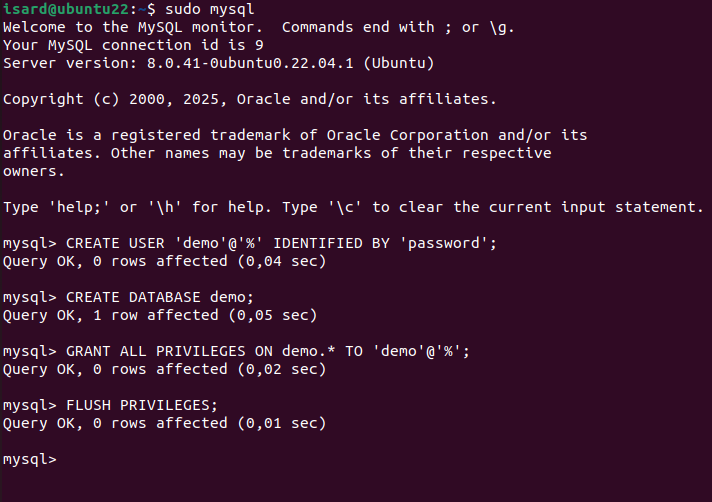 isard@ubuntu22:~$ sudo mysql
Welcome to the MySQL monitor.  Commands end with ; or \g.
Your MySQL connection id is 9
Server version: 8.0.41-0ubuntu0.22.04.1 (Ubuntu)
Copyright (c) 2000, 2025, Oracle and/or its affiliates.
Oracle is a registered trademark of Oracle Corporation and/or its
affiliates. Other names may be trademarks of their respective
owners.
Type 'help;' or '\h' for help. Type '\c' to clear the current input statement.
mysql> CREATE USER 'demo'@'%' IDENTIFIED BY 'password';
Query OK, 0 rows affected (0,04 sec)
mysql> CREATE DATABASE demo;
Query OK, 1 row affected (0,05 sec)
mysql> GRANT ALL PRIVILEGES ON demo.* TO 'demo'@'%';
Query OK, 0 rows affected (0,02 sec)
mysql> FLUSH PRIVILEGES;
Query OK, 0 rows affected (0,01 sec)
mysql>